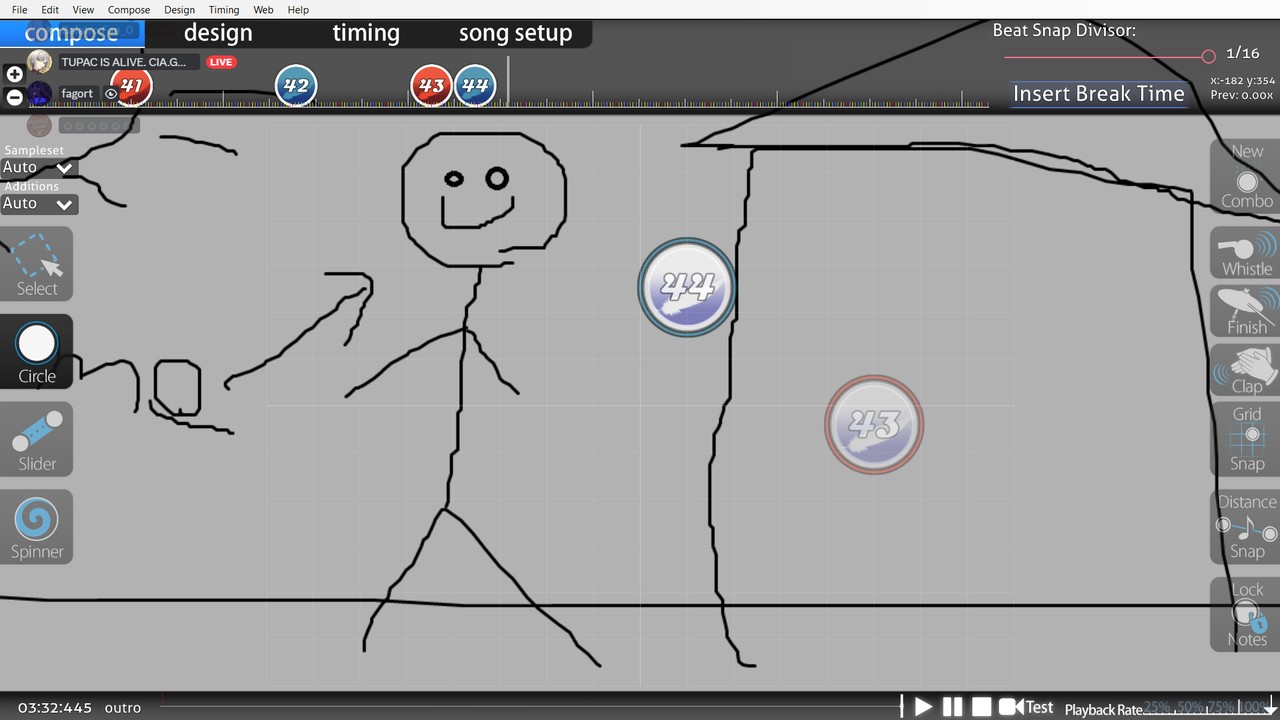 File Edit View Compose Design Timing Web Help
compose design timing song setup
Beat Snap Divisor:
1/16
TUPAC IS ALIVE. CIA.G... LIVE
41 42 43 44
fagort
Insert Break Time
x:-182 y:354
Prev: 0.00x
Sampleset
Auto
Additions
Auto
Select
Circle
Slider
Spinner
44
43
New
Combo
Whistle
Finish
Clap
Grid
Snap
Distance
Snap
Lock
Notes
03:32:445 outro
Test
Playback Rate 25% 50% 75% 100%